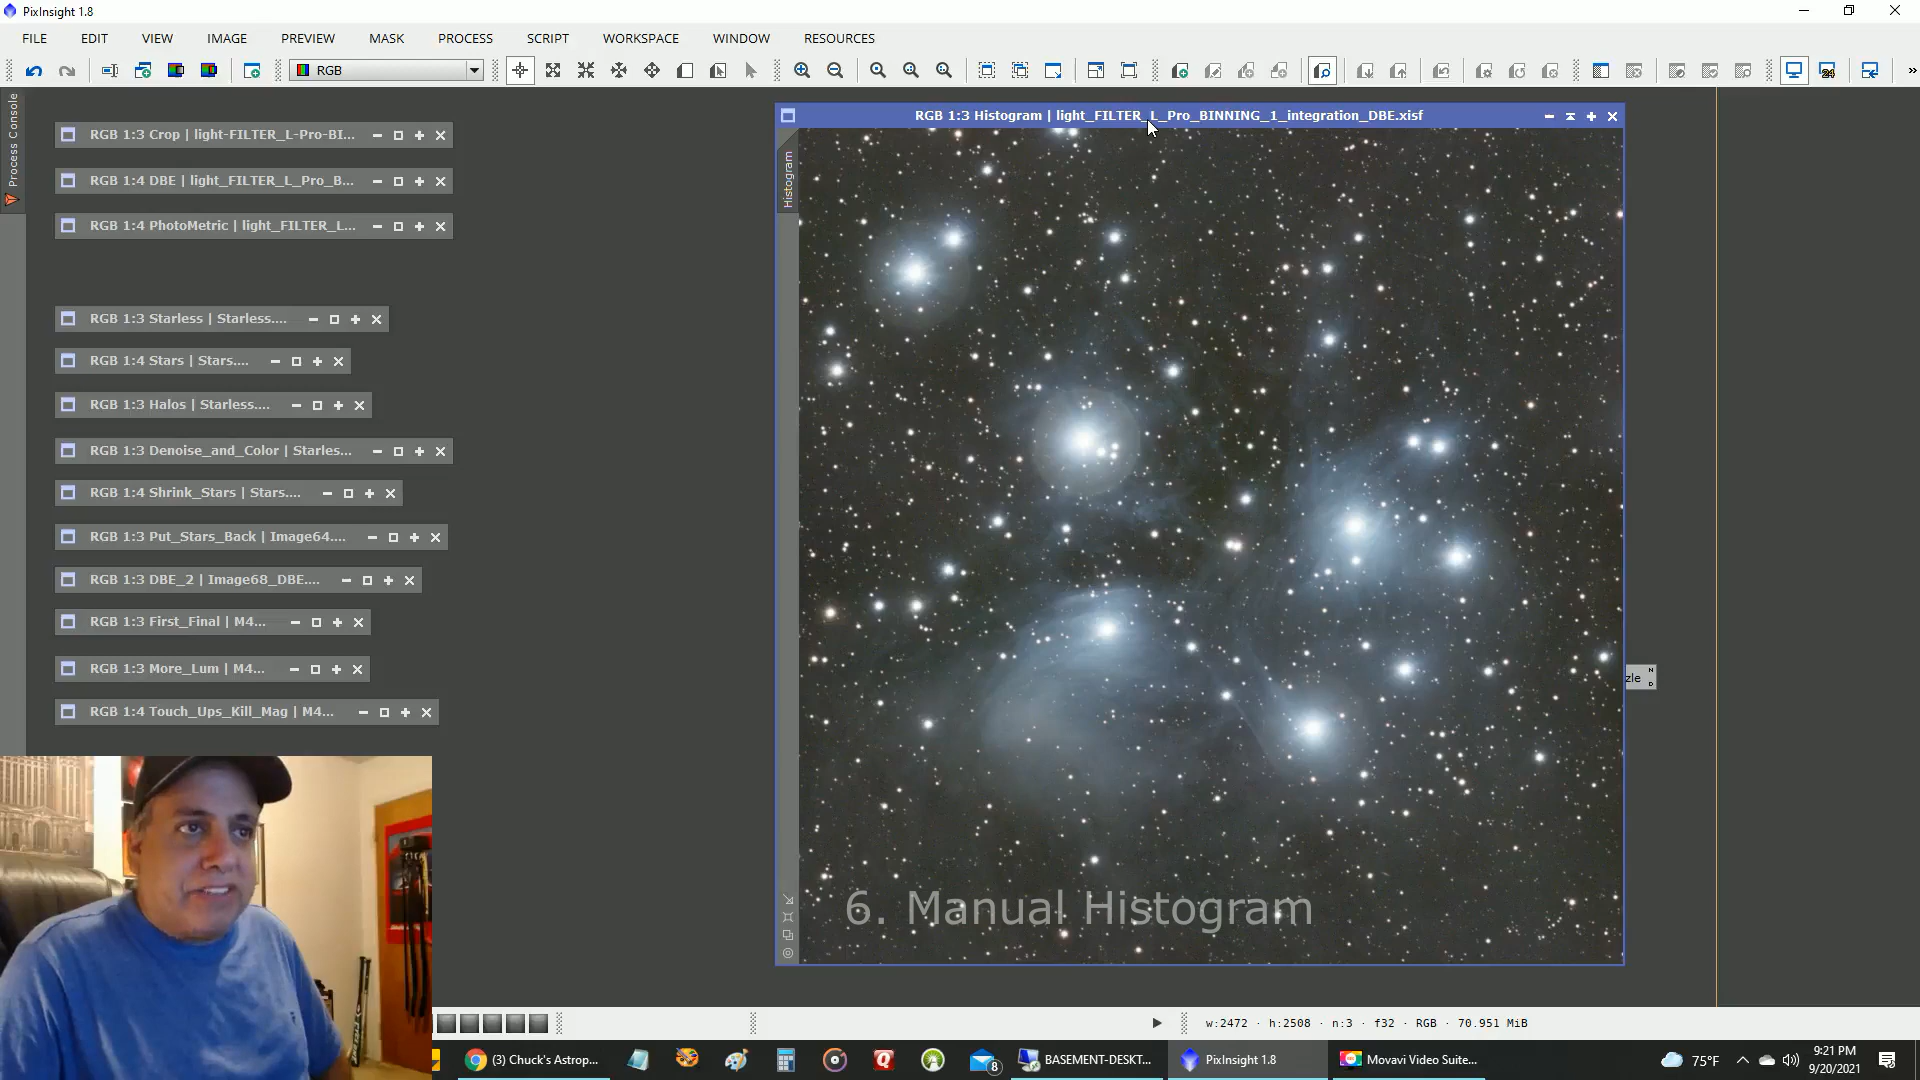 PixInsight 1.8
FILE EDIT VIEW IMAGE PREVIEW MASK PROCESS SCRIPT WORKSPACE WINDOW RESOURCES
RGB
24
Process Console
RGB 1:3 Crop | light-FILTER_L-Pro-BI...
RGB 1:4 DBE | light_FILTER_L_Pro_B...
RGB 1:4 PhotoMetric | light_FILTER_L...
RGB 1:3 Starless | Starless....
RGB 1:4 Stars | Stars....
RGB 1:3 Halos | Starless....
RGB 1:3 Denoise_and_Color | Starles...
RGB 1:4 Shrink_Stars | Stars....
RGB 1:3 Put_Stars_Back | Image64....
RGB 1:3 DBE_2 | Image68_DBE....
RGB 1:3 First_Final | M4...
RGB 1:3 More_Lum | M4...
RGB 1:4 Touch_Ups_Kill_Mag | M4...
RGB 1:3 Histogram | light_FILTER_L_Pro_BINNING_1_integration_DBE.xisf
Histogram
zle
N
D
6. Manual Histogram
w:2472 · h:2508 · n:3 · f32 · RGB · 70.951 MiB
(3) Chuck's Astrop...
8
BASEMENT-DESKT...
PixInsight 1.8
Movavi Video Suite...
75°F
9:21 PM
9/20/2021